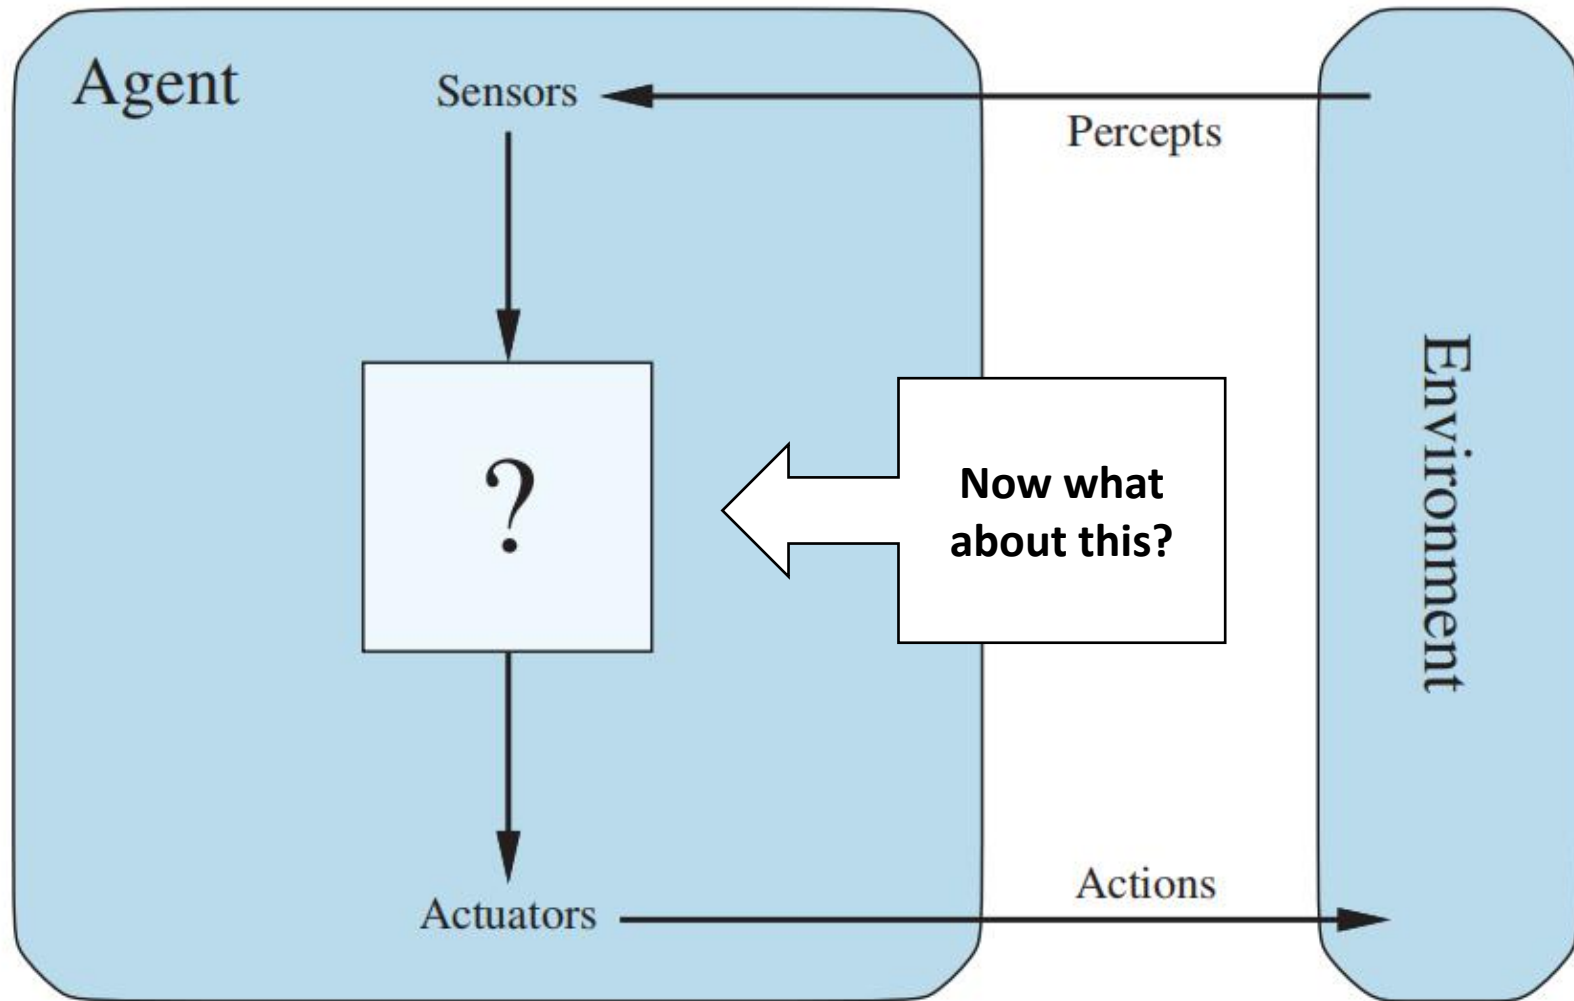 Agent
Sensors
Percepts
?
Now what
about this?
Environment
Actions
Actuators